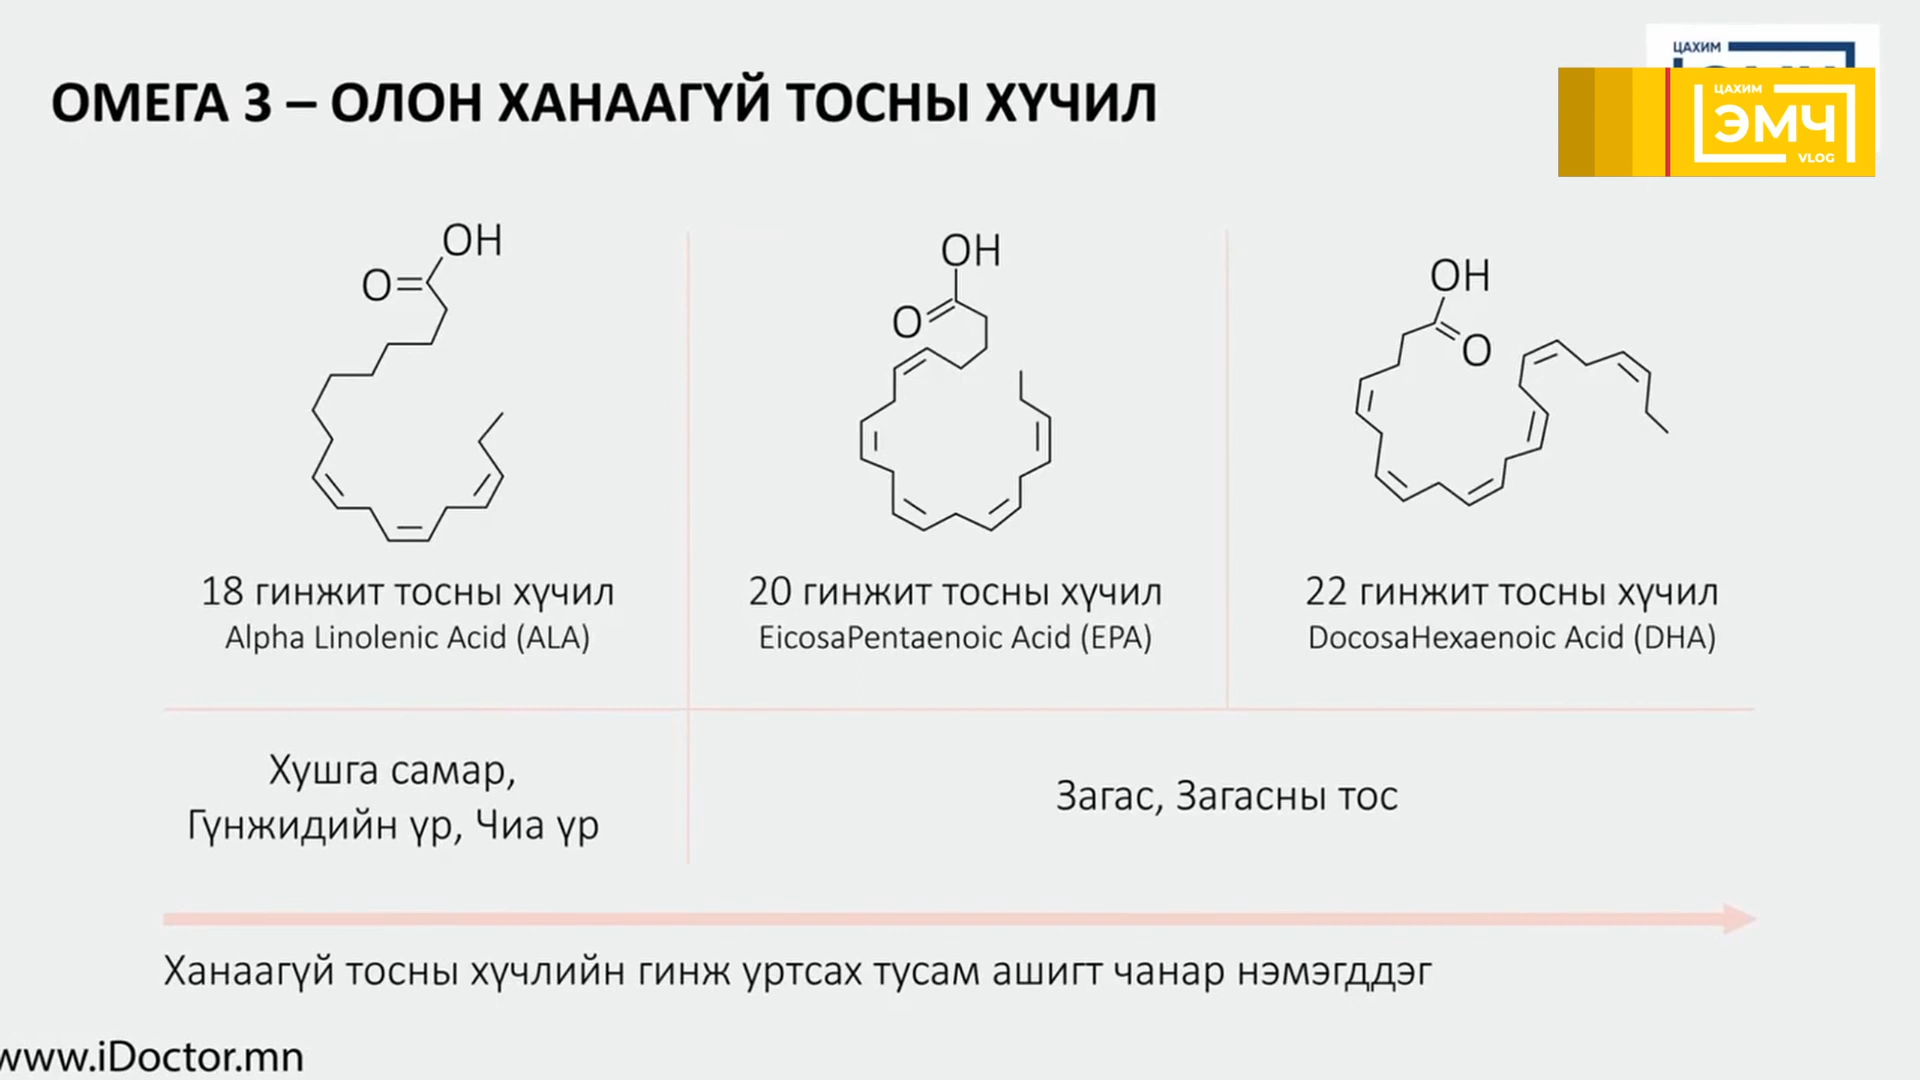 ОМЕГА 3 – ОЛОН ХАНААГҮЙ ТОСНЫ ХҮЧИЛ
ЦАХИМ
ЦАХИМ
ЭМЧ
VLOG
OH
O
OH
O
OH
O
18 гинжит тосны хүчил
Alpha Linolenic Acid (ALA)
20 гинжит тосны хүчил
EicosaPentaenoic Acid (EPA)
22 гинжит тосны хүчил
DocosaHexaenoic Acid (DHA)
Хушга самар,
Гүнжидийн үр, Чиа үр
Загас, Загасны тос
Ханаагүй тосны хүчлийн гинж уртсах тусам ашигт чанар нэмэгддэг
www.iDoctor.mn